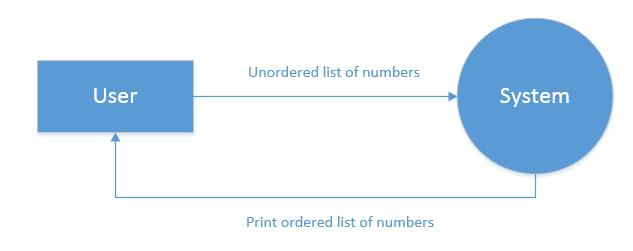 Unordered list of numbers
User
System
Print ordered list of numbers